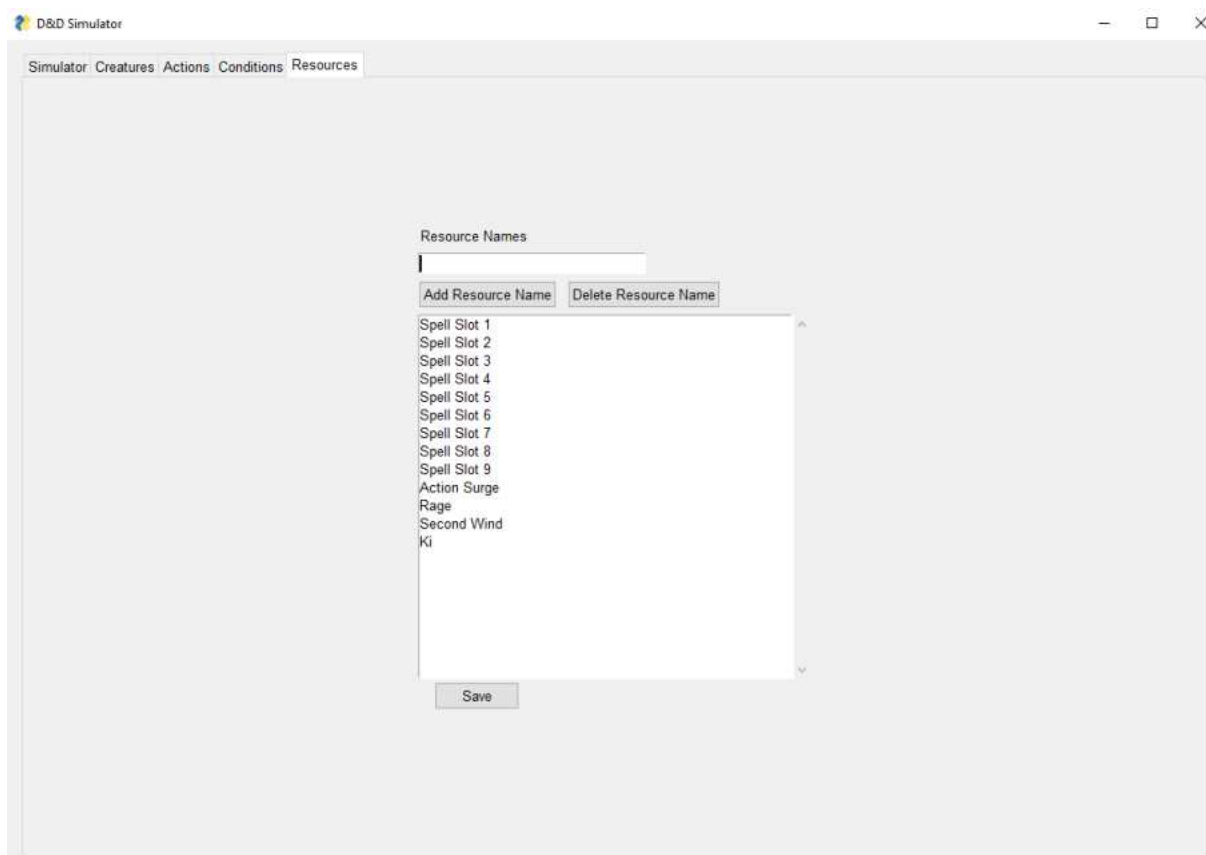 D&D Simulator
Simulator Creatures Actions Conditions Resources
Resource Names
Add Resource Name Delete Resource Name
Spell Slot 1
Spell Slot 2
Spell Slot 3
Spell Slot 4
Spell Slot 5
Spell Slot 6
Spell Slot 7
Spell Slot 8
Spell Slot 9
Action Surge
Rage
Second Wind
Ki
Save